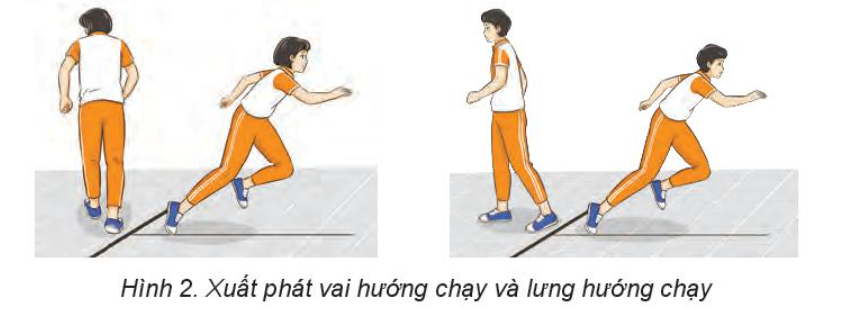 Hình 2. Xuất phát vai hướng chạy và lưng hướng chạy